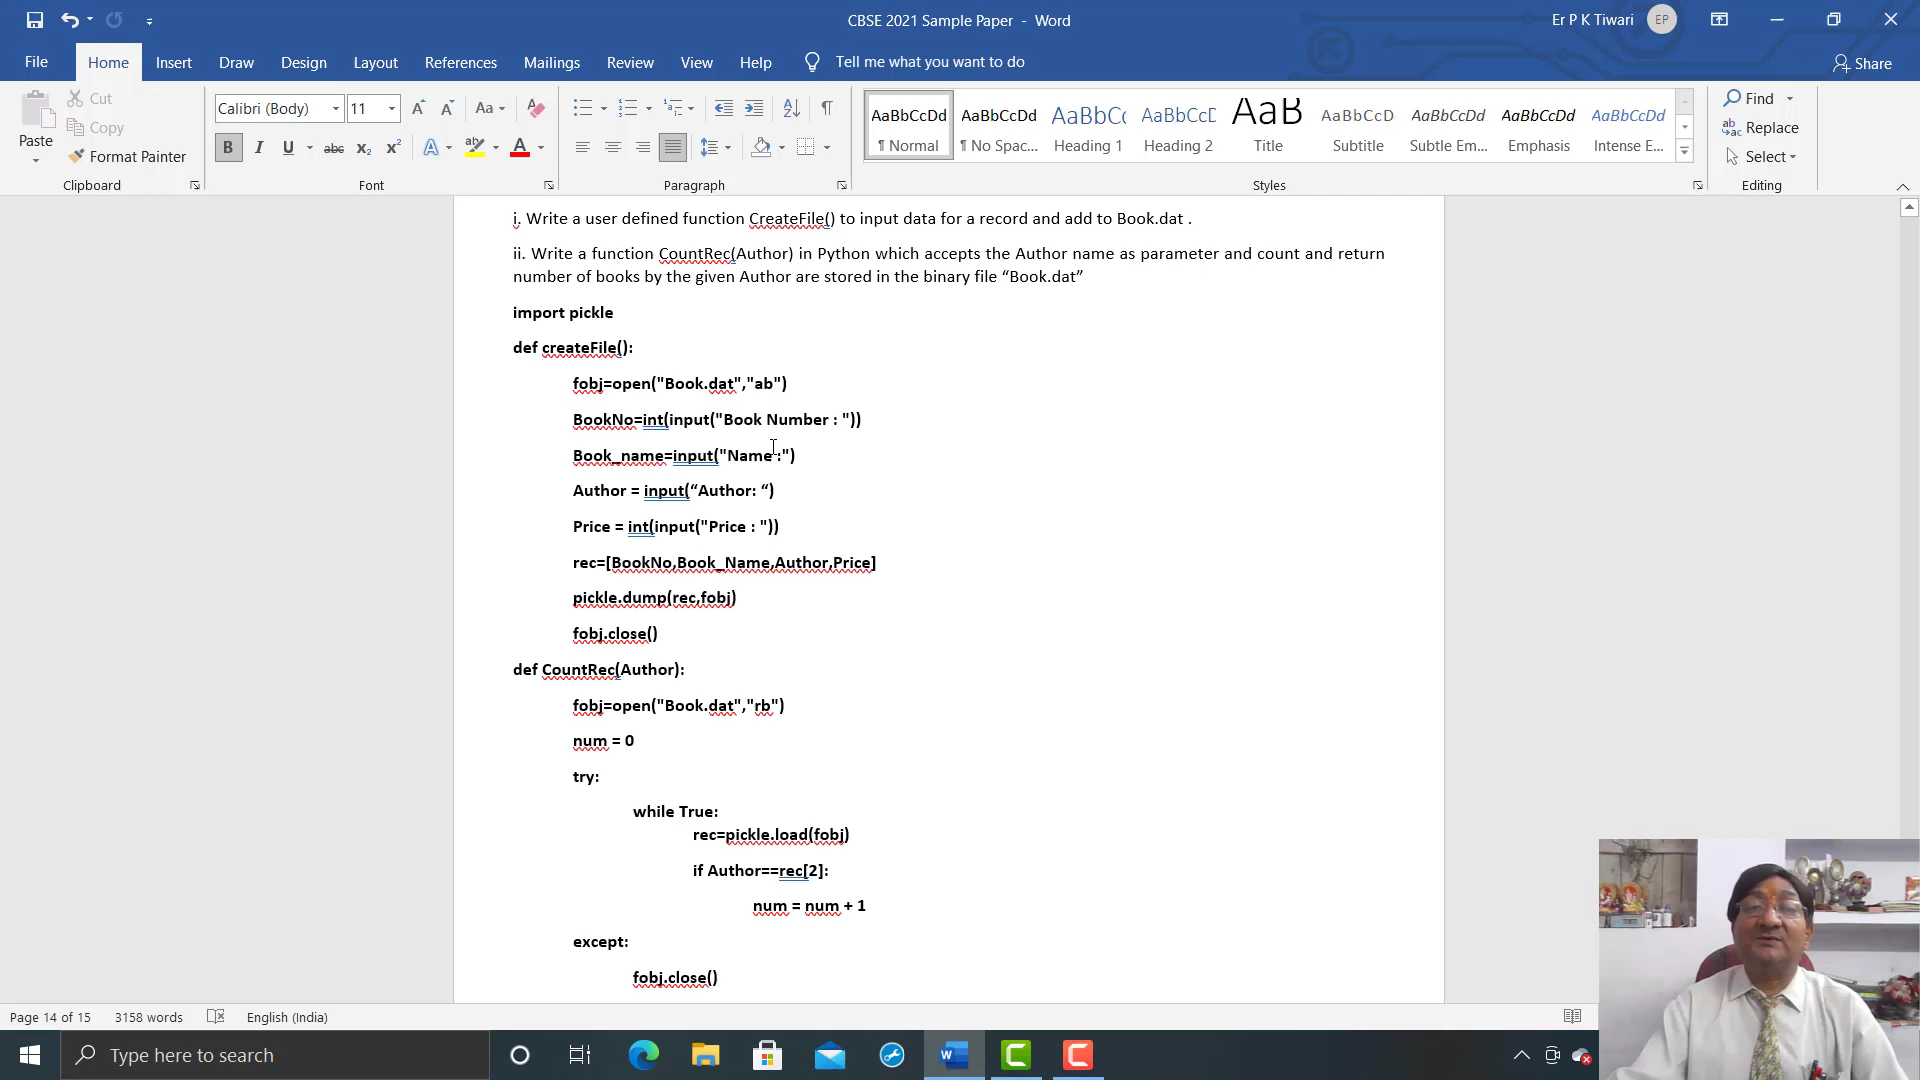 CBSE 2021 Sample Paper - Word
Er P K Tiwari
EP
File
Home
Insert
Draw
Design
Layout
References
Mailings
Review
View
Help
Tell me what you want to do
Share
Paste
Cut
Copy
Format Painter
Clipboard
Calibri (Body)
11
Font
Paragraph
AaBbCcDd
¶ Normal
AaBbCcDd
¶ No Spac...
AaBbCc
Heading 1
AaBbCcD
Heading 2
AaB
Title
AaBbCcD
Subtitle
AaBbCcDd
Subtle Em...
AaBbCcDd
Emphasis
AaBbCcDd
Intense E...
Styles
Find
Replace
Select
Editing
i. Write a user defined function CreateFile() to input data for a record and add to Book.dat .
ii. Write a function CountRec(Author) in Python which accepts the Author name as parameter and count and return
number of books by the given Author are stored in the binary file “Book.dat”
import pickle
def createFile():
fobj=open("Book.dat","ab")
BookNo=int(input("Book Number : "))
Book_name=input("Name :")
Author = input(“Author: “)
Price = int(input("Price : "))
rec=[BookNo,Book_Name,Author,Price]
pickle.dump(rec,fobj)
fobj.close()
def CountRec(Author):
fobj=open("Book.dat","rb")
num = 0
try:
while True:
rec=pickle.load(fobj)
if Author==rec[2]:
num = num + 1
except:
fobj.close()
Page 14 of 15
3158 words
English (India)
Type here to search